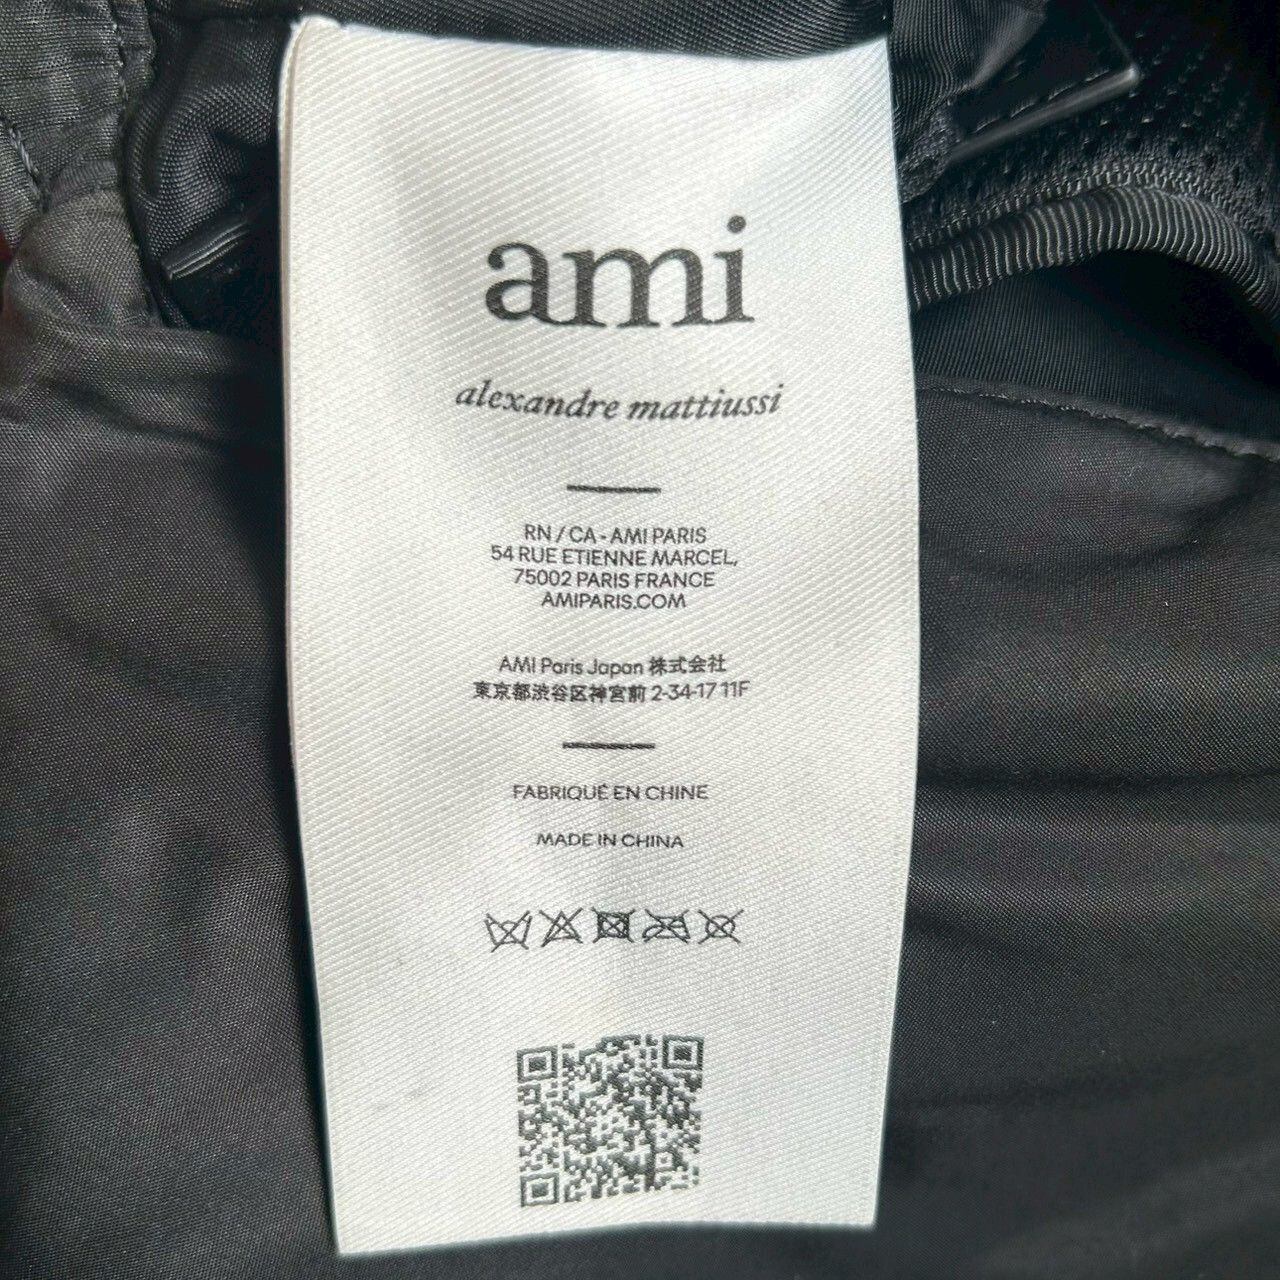 ami
alexandre mattiussi
RN / CA - AMI PARIS
54 RUE ETIENNE MARCEL,
75002 PARIS FRANCE
AMIPARIS.COM
AMI Paris Japan 株式会社
東京都渋谷区神宮前 2-34-17 11F
FABRIQUÉ EN CHINE
MADE IN CHINA